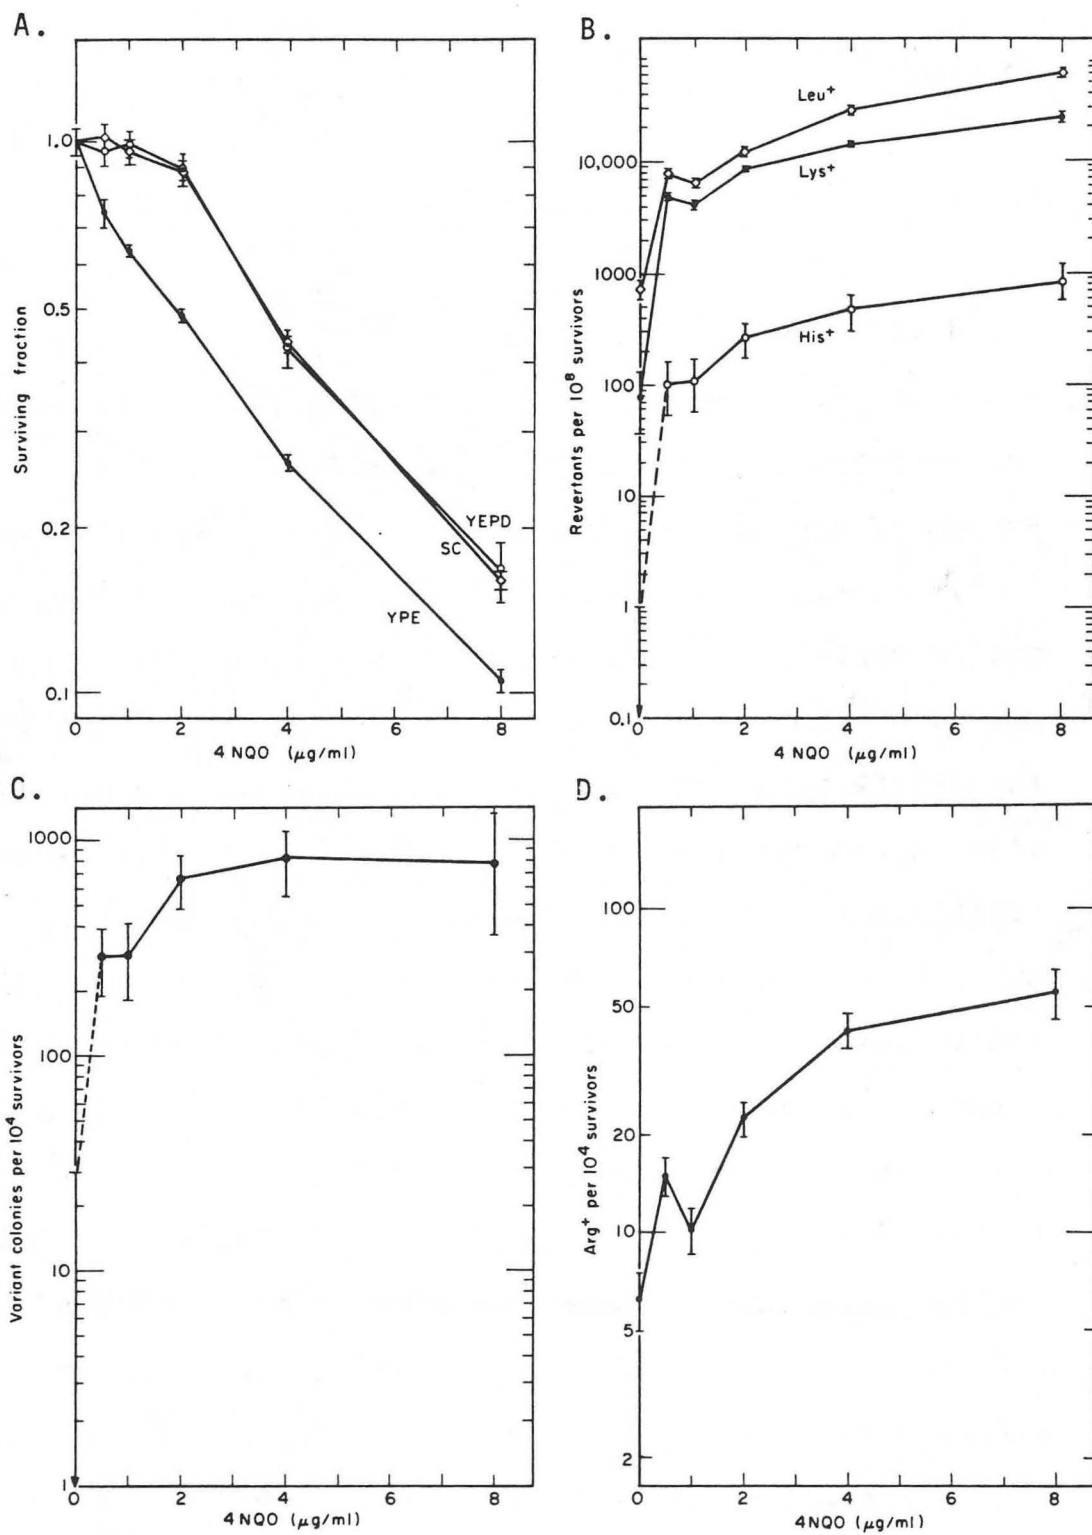 A.
1.0
0.5
0.2
0.1
Surviving fraction
YEPD
SC
YPE
0 2 4 6 8
4 NQO (μg/ml)
B.
10,000
1000
100
10
1
0.1
Revertants per 10⁸ survivors
Leu⁺
Lys⁺
His⁺
0 2 4 6 8
4 NQO (μg/ml)
C.
1000
100
10
1
Variant colonies per 10⁴ survivors
0 2 4 6 8
4 NQO (μg/ml)
D.
100
50
20
10
5
2
Arg⁺ per 10⁴ survivors
0 2 4 6 8
4NQO (μg/ml)